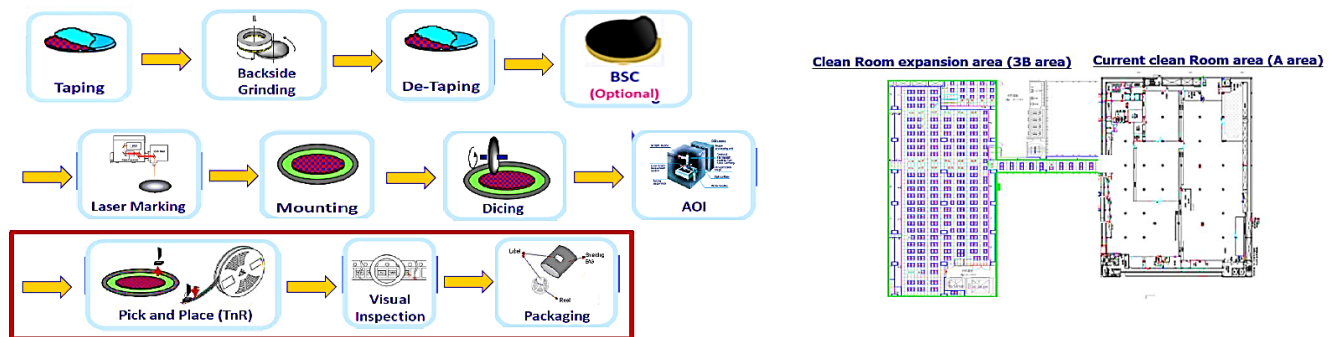 Taping
Backside
Grinding
De-Taping
BSC
(Optional)
Clean Room expansion area (3B area)
Current clean Room area (A area)
Laser Marking
Mounting
Dicing
AOI
Pick and Place (TnR)
Visual
Inspection
Label
Reel
Packaging